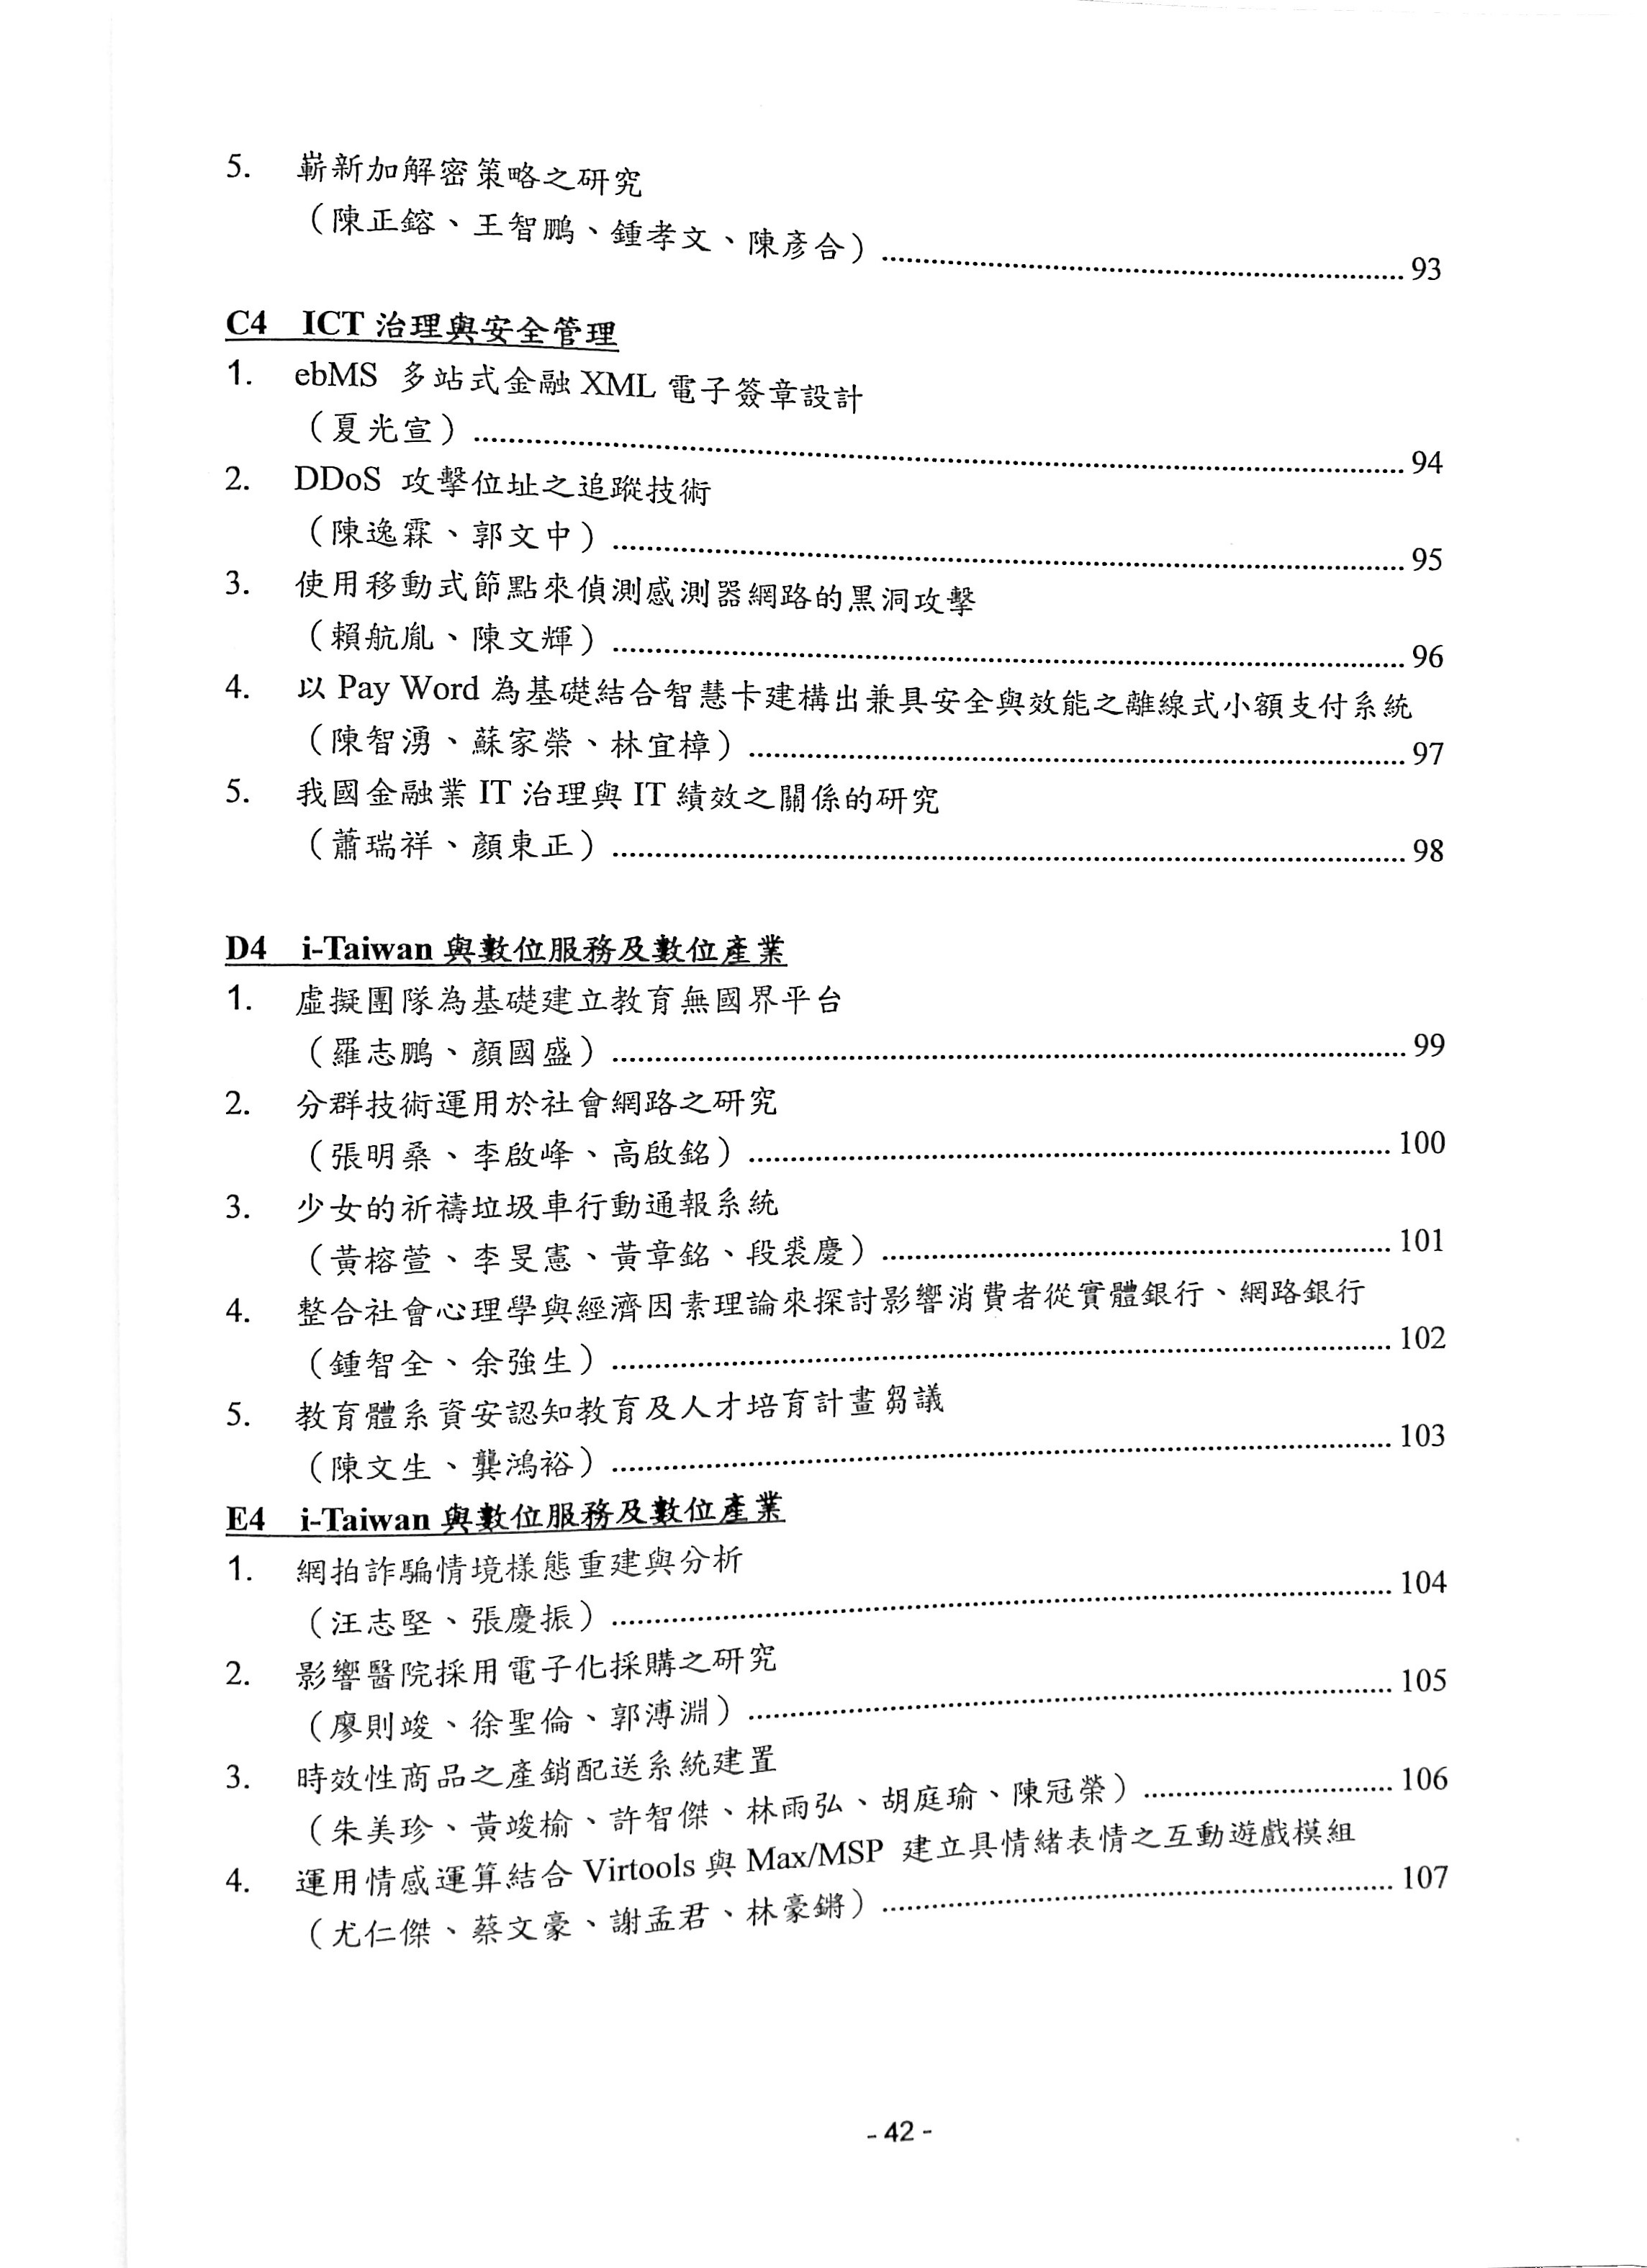 5. 嶄新加解密策略之研究
（陳正鎔、王智鵬、鍾孝文、陳彥合）........................................ 93
C4 ICT 治理與安全管理
1. ebMS 多站式金融 XML 電子簽章設計
（夏光宣）........................................ 94
2. DDoS 攻擊位址之追蹤技術
（陳逸霖、郭文中）........................................ 95
3. 使用移動式節點來偵測感測器網路的黑洞攻擊
（賴航胤、陳文輝）........................................ 96
4. 以 Pay Word 為基礎結合智慧卡建構出兼具安全與效能之離線式小額支付系統
（陳智湧、蘇家榮、林宜樟）........................................ 97
5. 我國金融業 IT 治理與 IT 績效之關係的研究
（蕭瑞祥、顏東正）........................................ 98
D4 i-Taiwan 與數位服務及數位產業
1. 虛擬團隊為基礎建立教育無國界平台
（羅志鵬、顏國盛）........................................ 99
2. 分群技術運用於社會網路之研究
（張明桑、李啟峰、高啟銘）........................................ 100
3. 少女的祈禱垃圾車行動通報系統
（黃榕萱、李旻憲、黃章銘、段裘慶）........................................ 101
4. 整合社會心理學與經濟因素理論來探討影響消費者從實體銀行、網路銀行
（鍾智全、余強生）........................................ 102
5. 教育體系資安認知教育及人才培育計畫芻議
（陳文生、龔鴻裕）........................................ 103
E4 i-Taiwan 與數位服務及數位產業
1. 網拍詐騙情境樣態重建與分析
（汪志堅、張慶振）........................................ 104
2. 影響醫院採用電子化採購之研究
（廖則竣、徐聖倫、郭溥淵）........................................ 105
3. 時效性商品之產銷配送系統建置
（朱美珍、黃竣榆、許智傑、林雨弘、胡庭瑜、陳冠榮）........................................ 106
4. 運用情感運算結合 Virtools 與 Max/MSP 建立具情緒表情之互動遊戲模組
（尤仁傑、蔡文豪、謝孟君、林豪鏘）........................................ 107
- 42 -